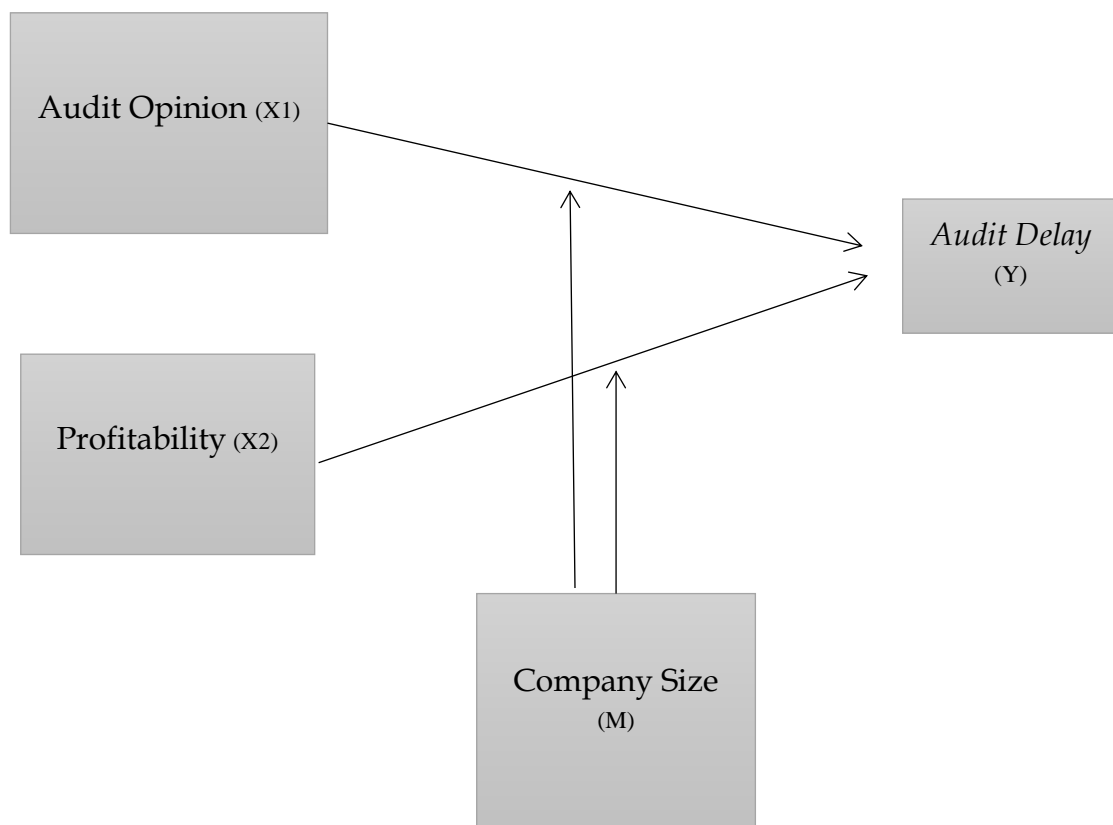 Audit Opinion (X1)
Audit Delay
(Y)
Profitability (X2)
Company Size
(M)